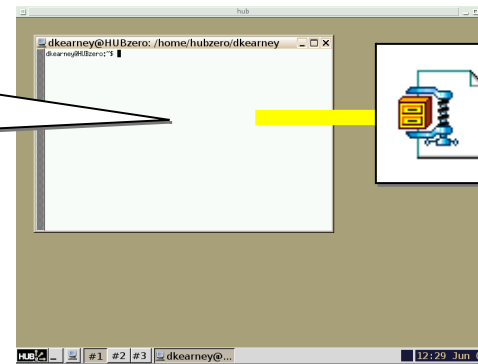 hub
dkearney@HUBzero: /home/hubzero/dkearney
dkearney@HUBzero:~$
HUB #1 #2 #3 dkearney@... 12:29 Jun